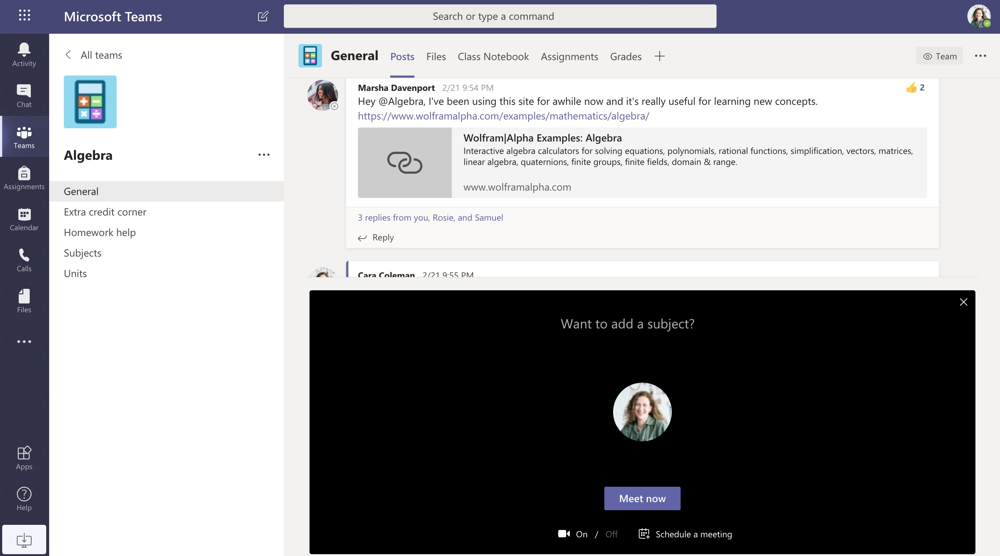 Microsoft Teams
Search or type a command
Activity
Chat
Teams
Assignments
Calendar
Calls
Files
Apps
Help
All teams
Algebra
General
Extra credit corner
Homework help
Subjects
Units
General Posts Files Class Notebook Assignments Grades
Team
Marsha Davenport 2/21 9:54 PM
2
Hey @Algebra, I've been using this site for awhile now and it's really useful for learning new concepts.
https://www.wolframalpha.com/examples/mathematics/algebra/
Wolfram|Alpha Examples: Algebra
Interactive algebra calculators for solving equations, polynomials, rational functions, simplification, vectors, matrices,
linear algebra, quaternions, finite groups, finite fields, domain & range.
www.wolframalpha.com
3 replies from you, Rosie, and Samuel
Reply
Cara Coleman 2/21 9:55 PM
Want to add a subject?
Meet now
On / Off
Schedule a meeting